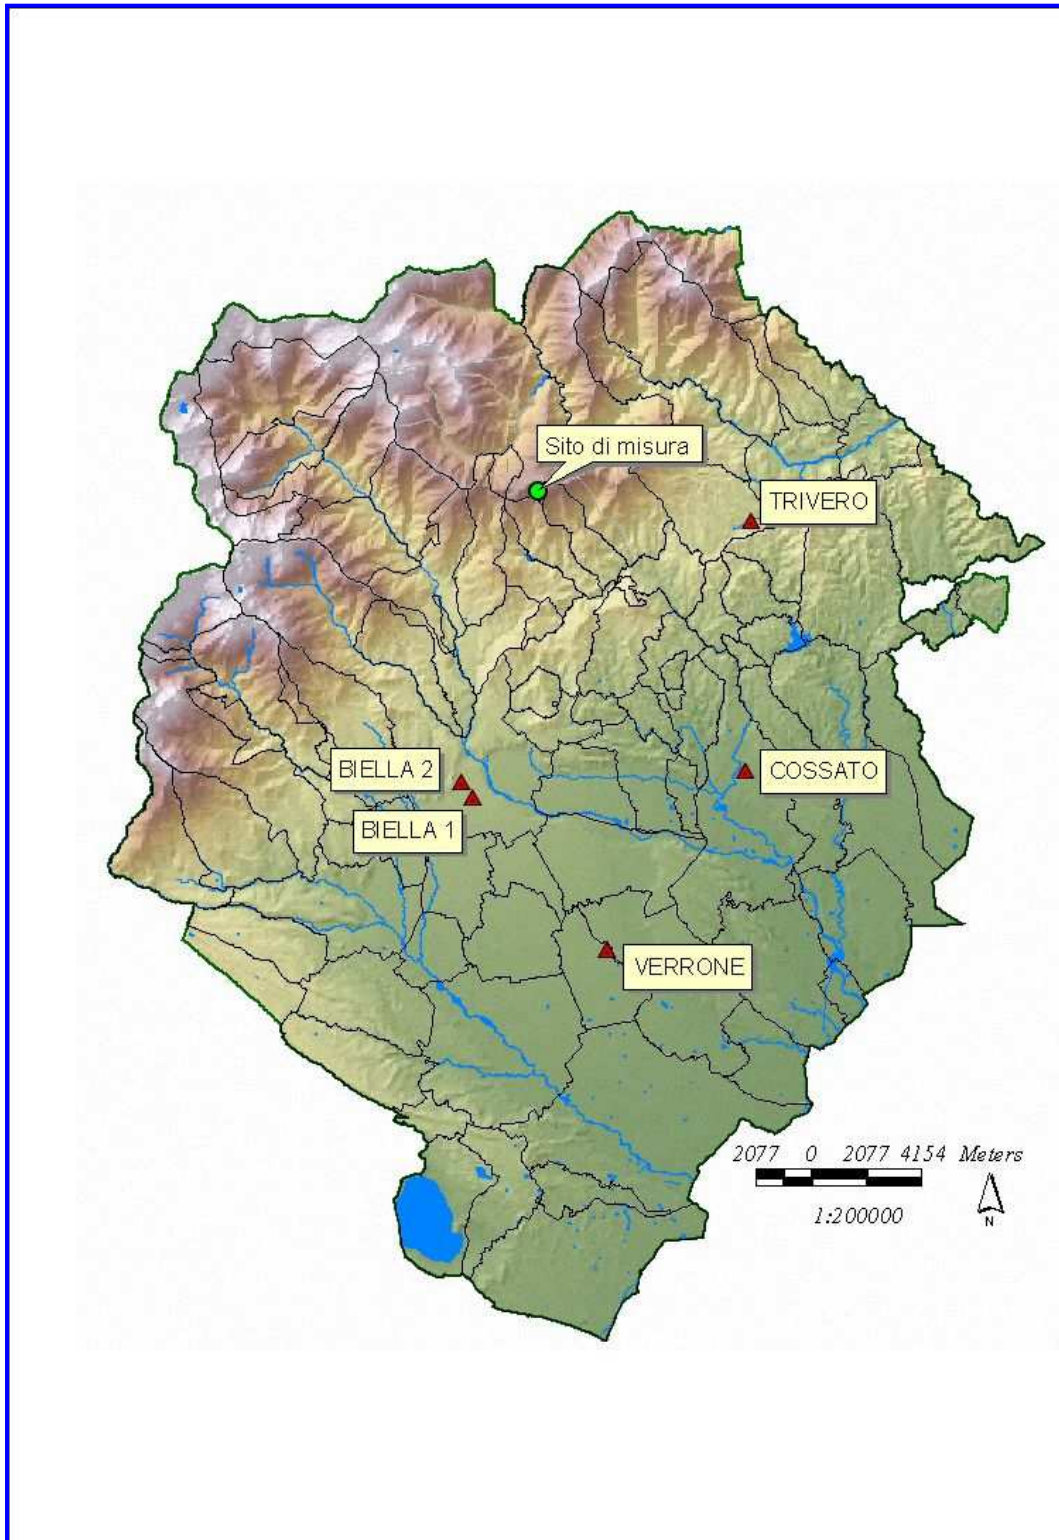 Sito di misura
TRIVERO
BIELLA 2
COSSATO
BIELLA 1
VERRONE
2077 0 2077 4154 Meters
1:200000
N